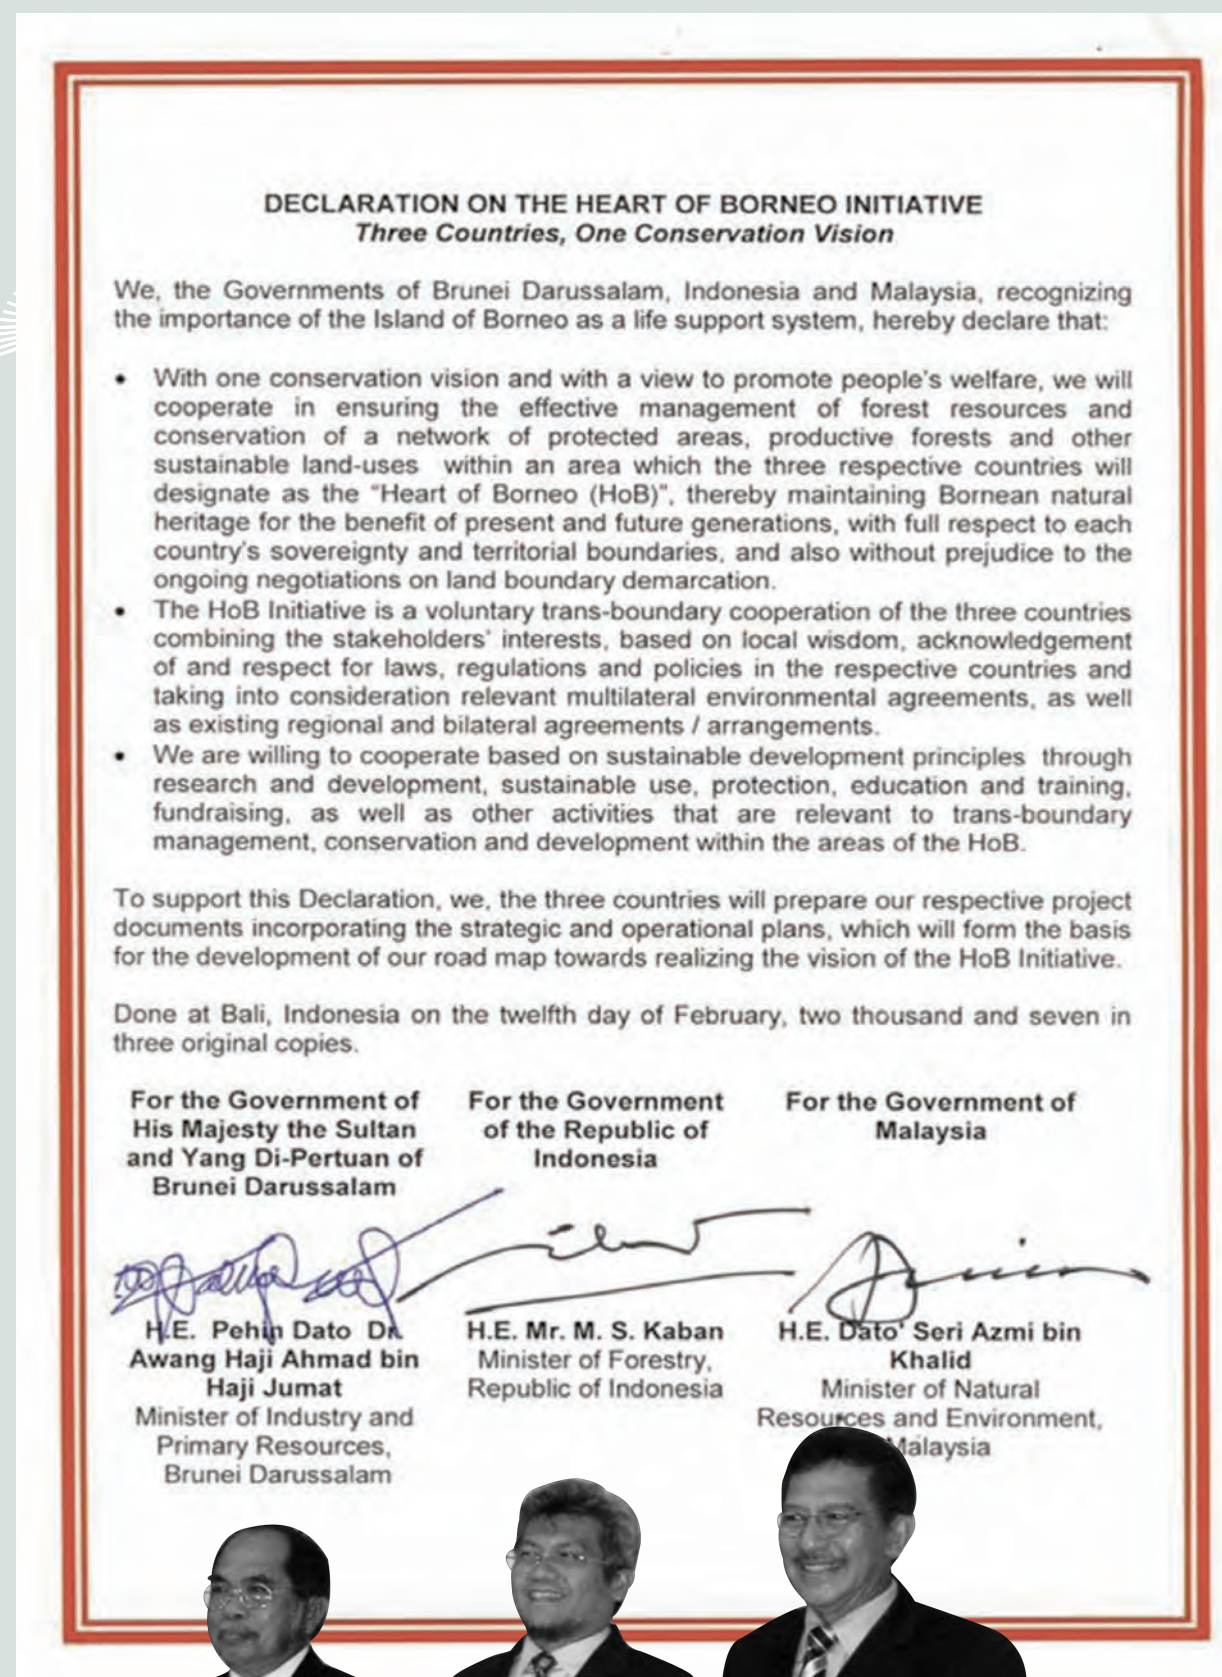 DECLARATION ON THE HEART OF BORNEO INITIATIVE
Three Countries, One Conservation Vision
We, the Governments of Brunei Darussalam, Indonesia and Malaysia, recognizing
the importance of the Island of Borneo as a life support system, hereby declare that:
• With one conservation vision and with a view to promote people's welfare, we will
cooperate in ensuring the effective management of forest resources and
conservation of a network of protected areas, productive forests and other
sustainable land-uses within an area which the three respective countries will
designate as the "Heart of Borneo (HoB)", thereby maintaining Bornean natural
heritage for the benefit of present and future generations, with full respect to each
country's sovereignty and territorial boundaries, and also without prejudice to the
ongoing negotiations on land boundary demarcation.
• The HoB Initiative is a voluntary trans-boundary cooperation of the three countries
combining the stakeholders' interests, based on local wisdom, acknowledgement
of and respect for laws, regulations and policies in the respective countries and
taking into consideration relevant multilateral environmental agreements, as well
as existing regional and bilateral agreements / arrangements.
• We are willing to cooperate based on sustainable development principles through
research and development, sustainable use, protection, education and training,
fundraising, as well as other activities that are relevant to trans-boundary
management, conservation and development within the areas of the HoB.
To support this Declaration, we, the three countries will prepare our respective project
documents incorporating the strategic and operational plans, which will form the basis
for the development of our road map towards realizing the vision of the HoB Initiative.
Done at Bali, Indonesia on the twelfth day of February, two thousand and seven in
three original copies.
For the Government of
His Majesty the Sultan
and Yang Di-Pertuan of
Brunei Darussalam
H.E. Pehin Dato Dr.
Awang Haji Ahmad bin
Haji Jumat
Minister of Industry and
Primary Resources,
Brunei Darussalam
For the Government
of the Republic of
Indonesia
H.E. Mr. M. S. Kaban
Minister of Forestry,
Republic of Indonesia
For the Government of
Malaysia
H.E. Dato' Seri Azmi bin
Khalid
Minister of Natural
Resources and Environment,
Malaysia